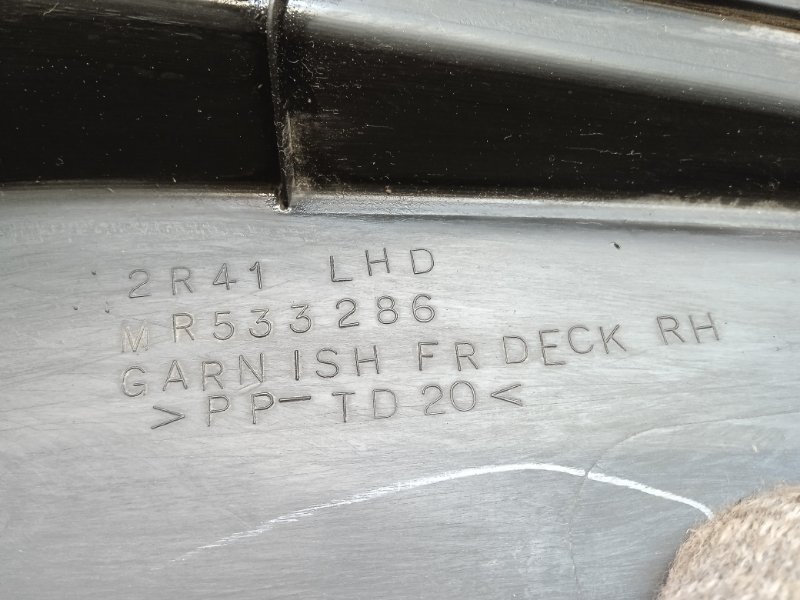 2R41 LHD
MR533286
GARNISH FR DECK RH
>PP-TD20<